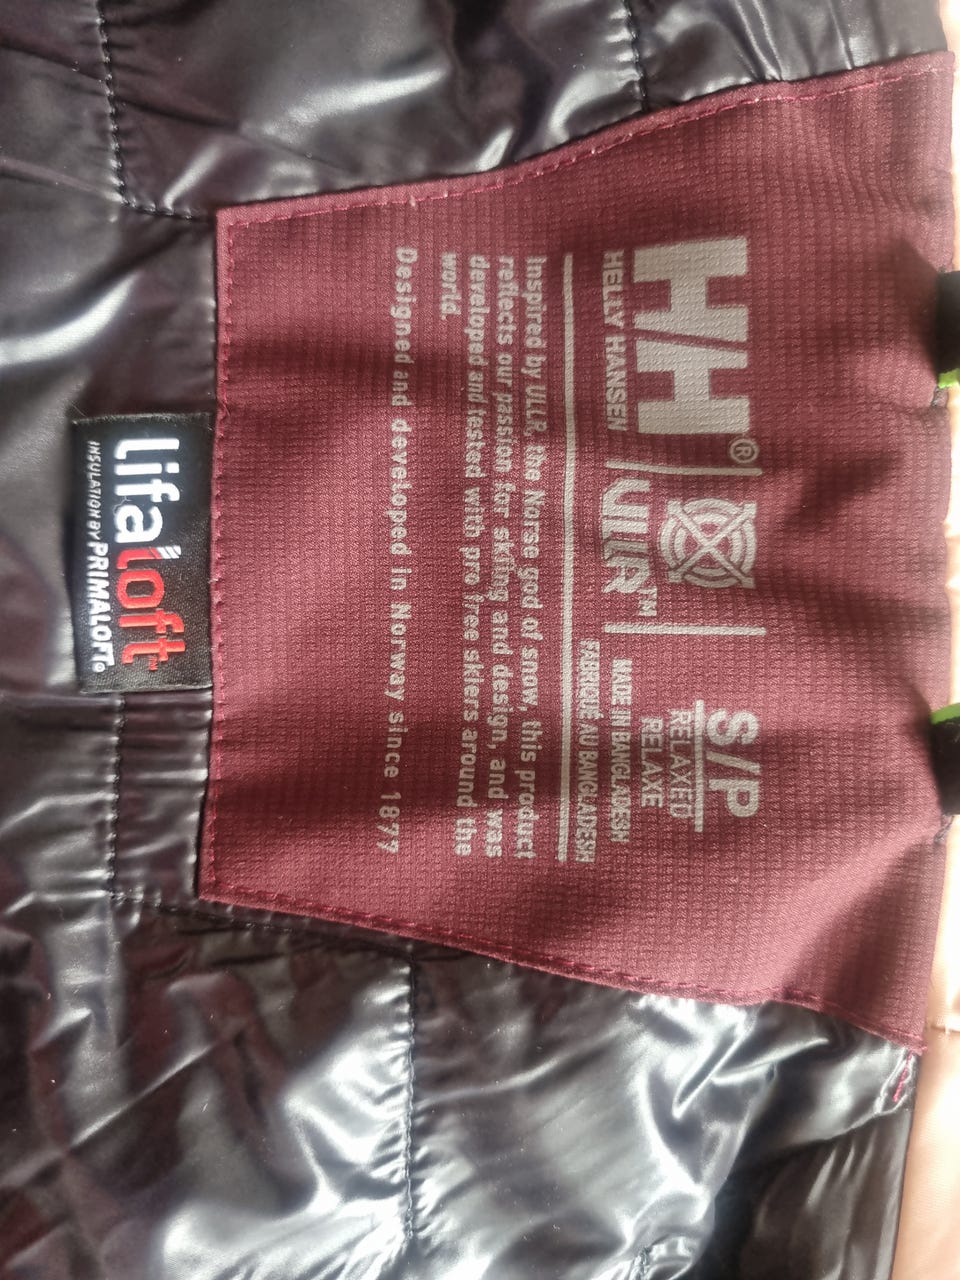 HH®
HELLY HANSEN
ULLR™
S/P
RELAXED
RELAXE
MADE IN BANGLADESH
FABRIQUÉ AU BANGLADESH
Inspired by ULLR, the Norse god of snow, this product
reflects our passion for skiing and design, and was
developed and tested with pro free skiers around the
world.
Designed and developed in Norway since 1877
Lifaloft™
INSULATION BY PRIMALOFT®